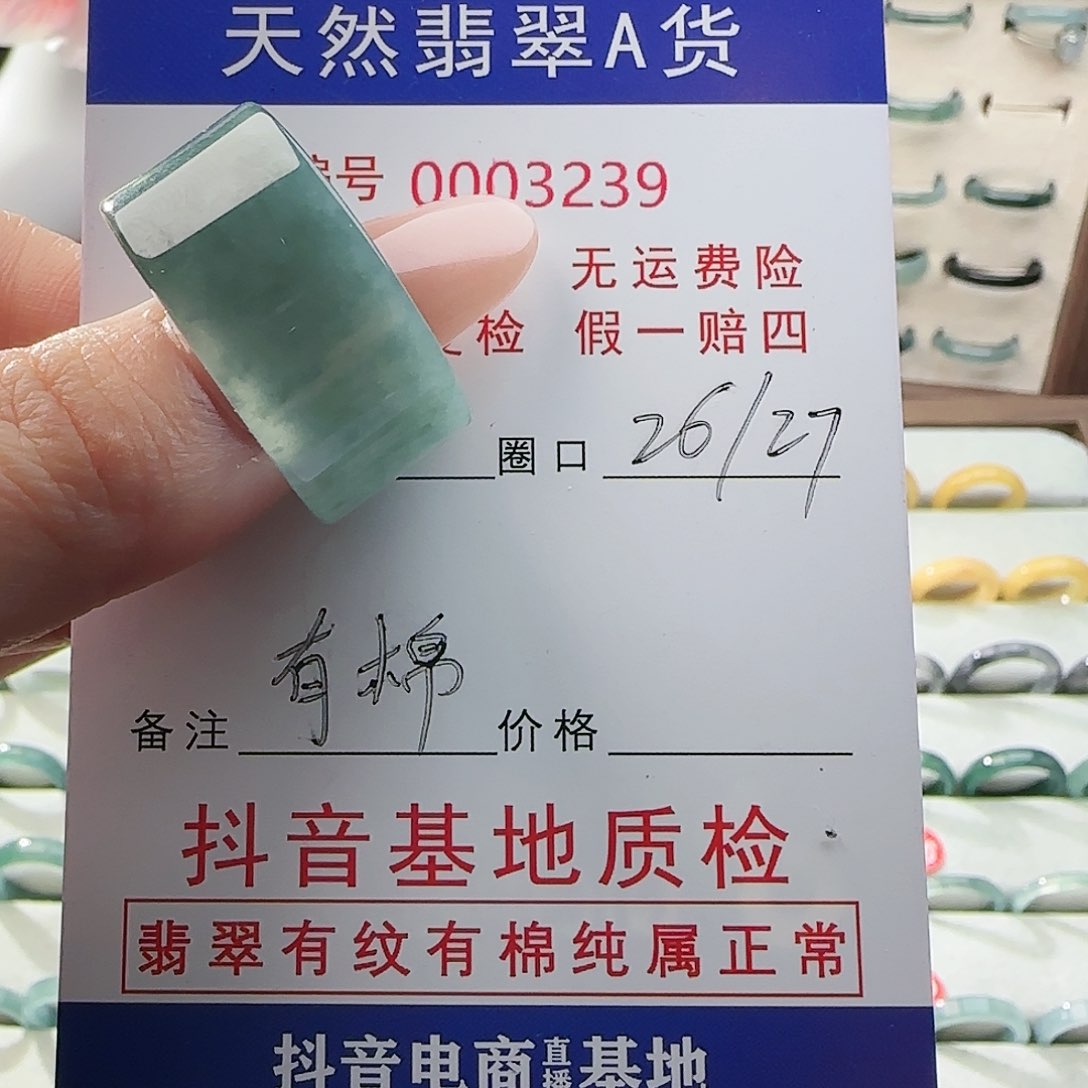 天然翡翠A货
编号 0003239
无运费险
检 假一赔四
圈口 26/27
备注 有棉 价格
抖音基地质检
翡翠有纹有棉纯属正常
抖音电商直播基地